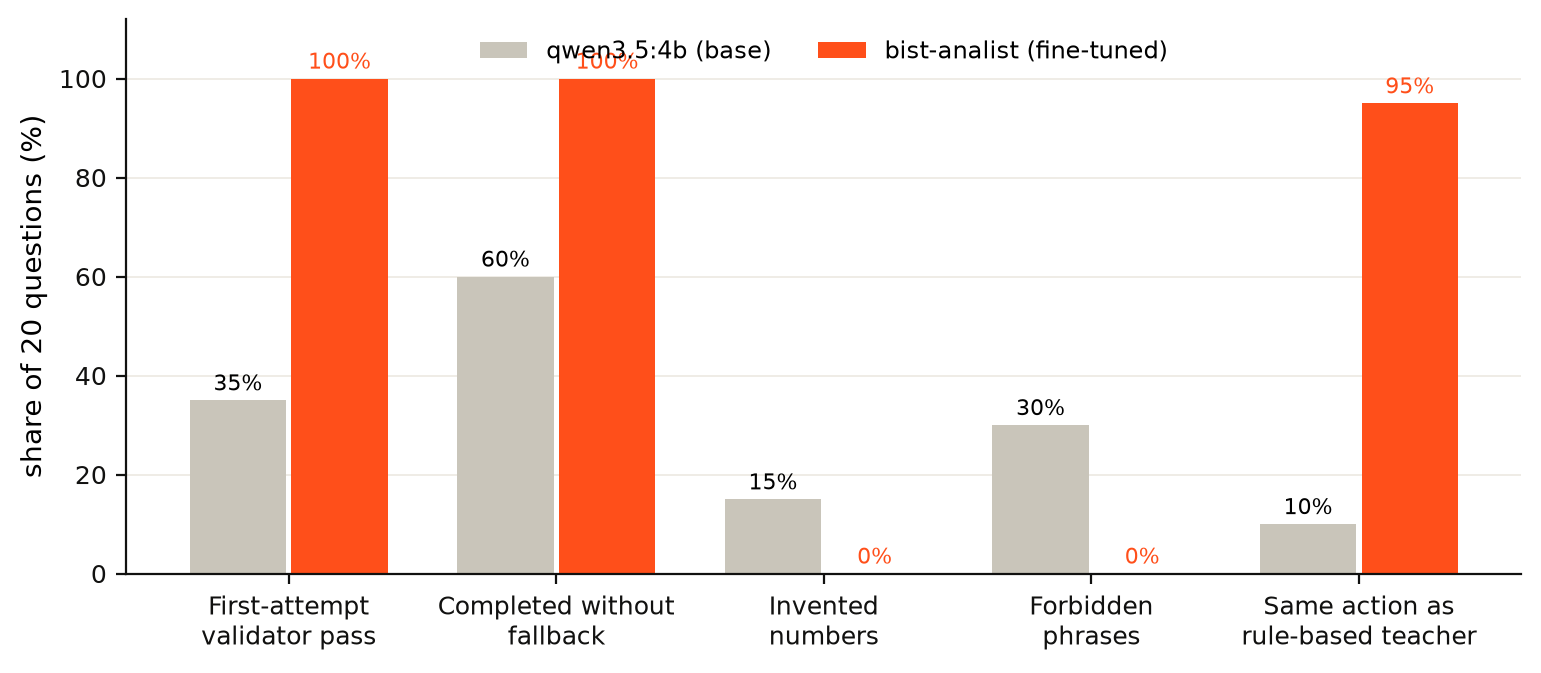 qwen3.5:4b (base) bist-analist (fine-tuned)
share of 20 questions (%)
100
80
60
40
20
0
100%
100%
95%
35%
60%
15%
0%
30%
0%
10%
First-attempt
validator pass
Completed without
fallback
Invented
numbers
Forbidden
phrases
Same action as
rule-based teacher